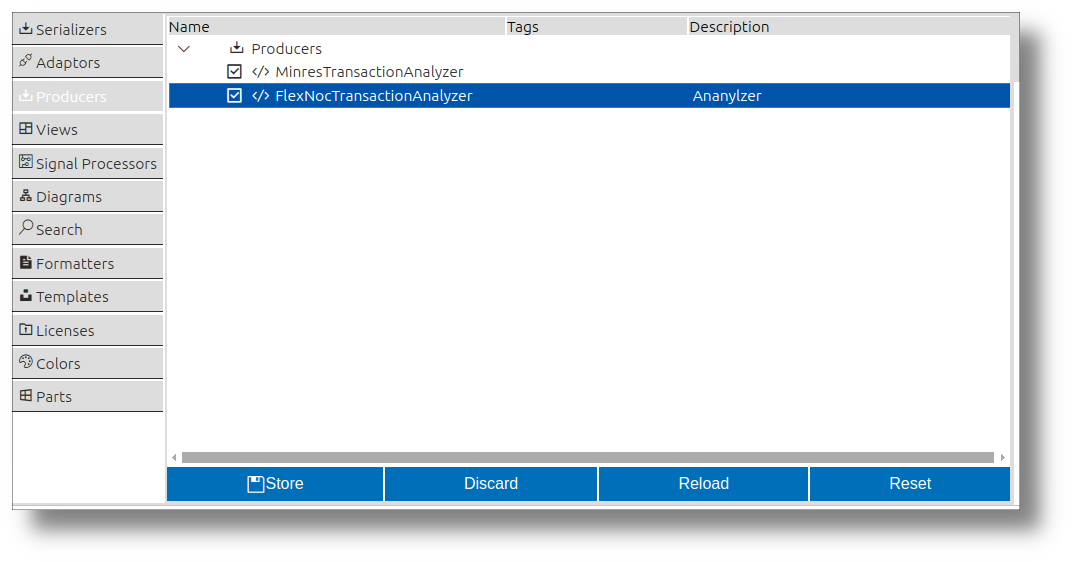 Serializers
Adaptors
Producers
Views
Signal Processors
Diagrams
Search
Formatters
Templates
Licenses
Colors
Parts
Name Tags Description
Producers
MinresTransactionAnalyzer
FlexNocTransactionAnalyzer Ananylzer
Store Discard Reload Reset